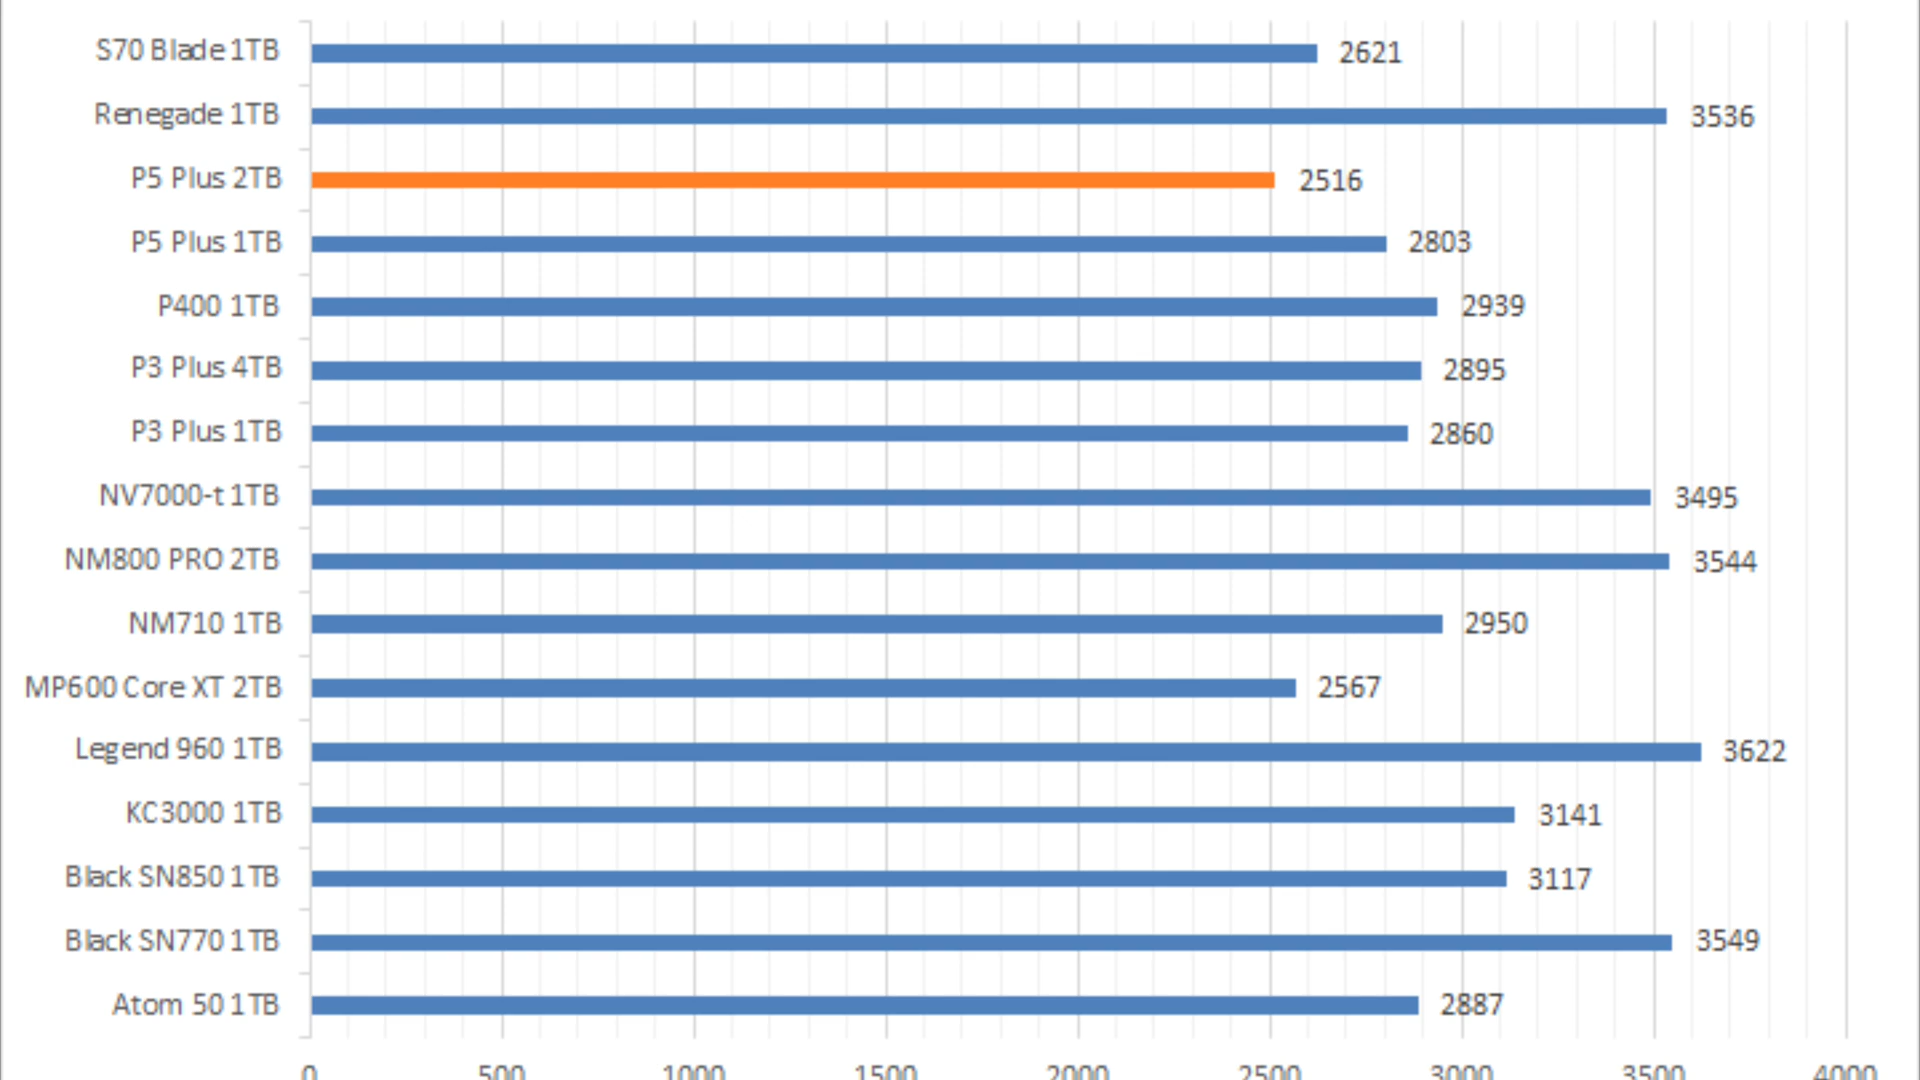 S70 Blade 1TB 2621
Renegade 1TB 3536
P5 Plus 2TB 2516
P5 Plus 1TB 2803
P400 1TB 2939
P3 Plus 4TB 2895
P3 Plus 1TB 2860
NV7000-t 1TB 3495
NM800 PRO 2TB 3544
NM710 1TB 2950
MP600 Core XT 2TB 2567
Legend 960 1TB 3622
KC3000 1TB 3141
Black SN850 1TB 3117
Black SN770 1TB 3549
Atom 50 1TB 2887
0 500 1000 1500 2000 2500 3000 3500 4000